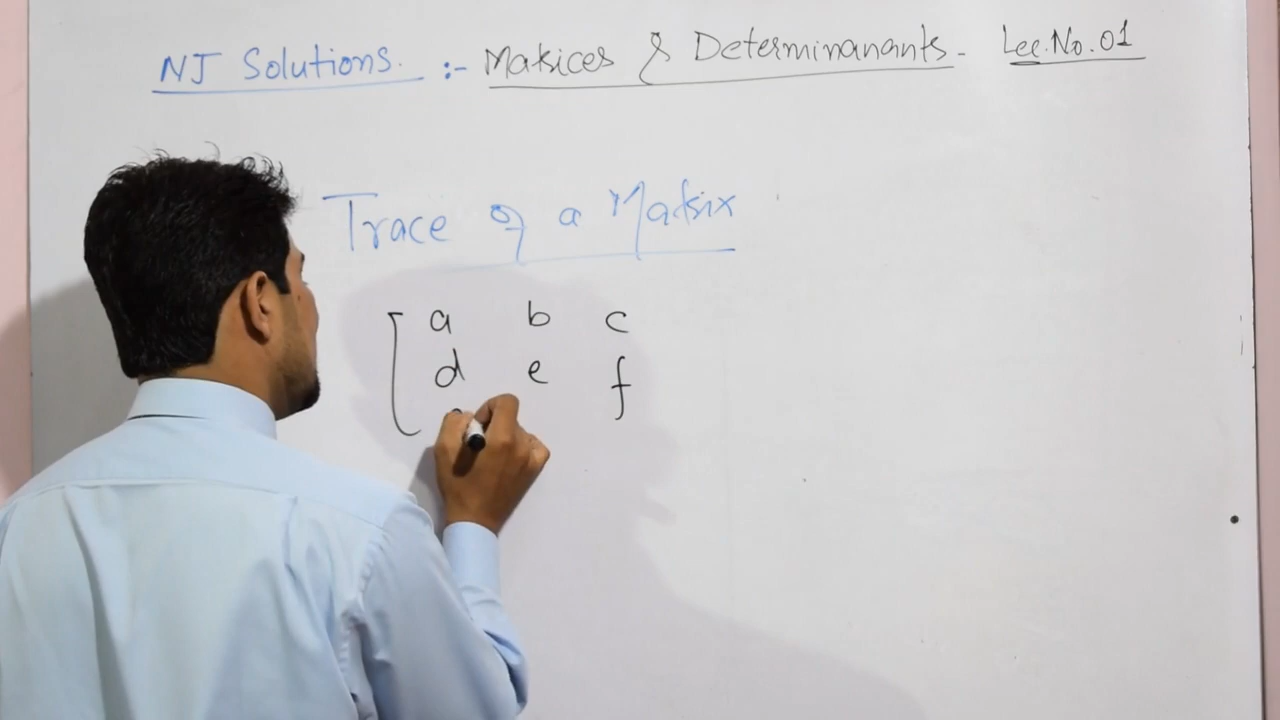 NJ Solutions. :- Matrices & Determinanants - Lec.No.01
Trace of a Matrix
[ a b c
d e f